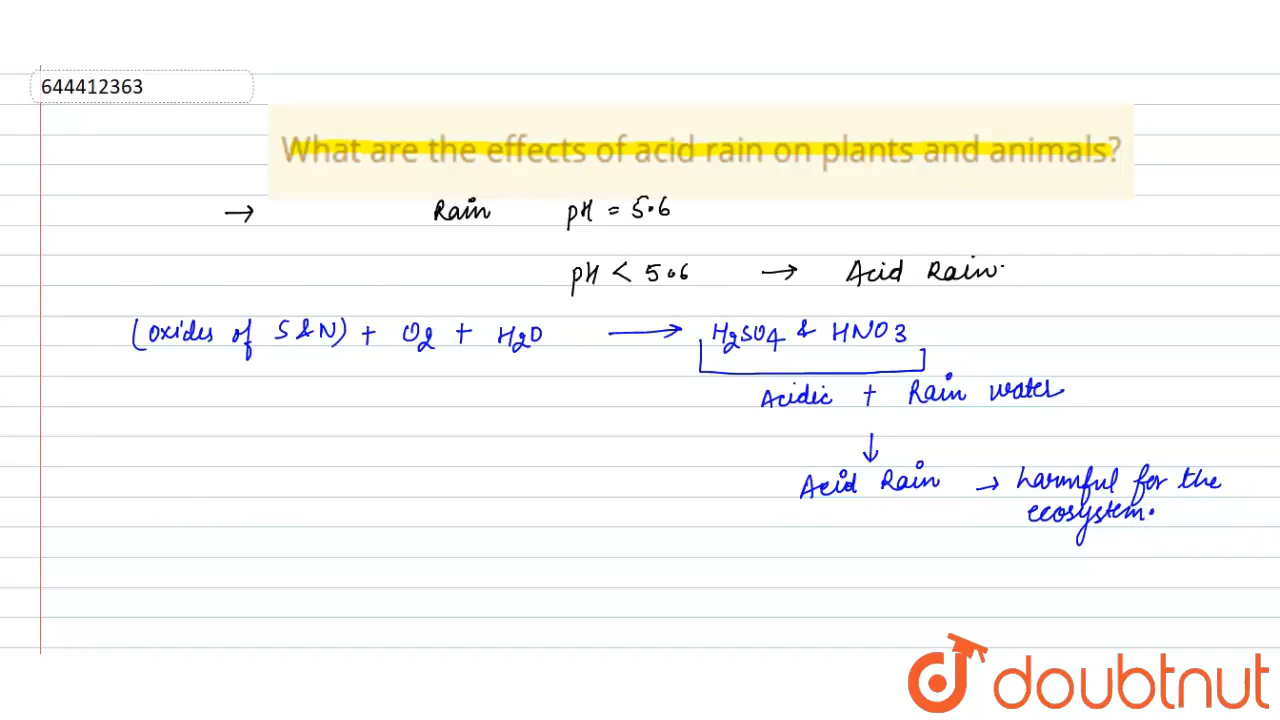 644412363
What are the effects of acid rain on plants and animals?
→ Rain pH = 5.6
pH < 5.6 → Acid Rain.
(Oxides of S & N) + O2 + H2O → H2SO4 & HNO3
Acidic + Rain water
↓
Acid Rain → harmful for the
ecosystem.
doubtnut